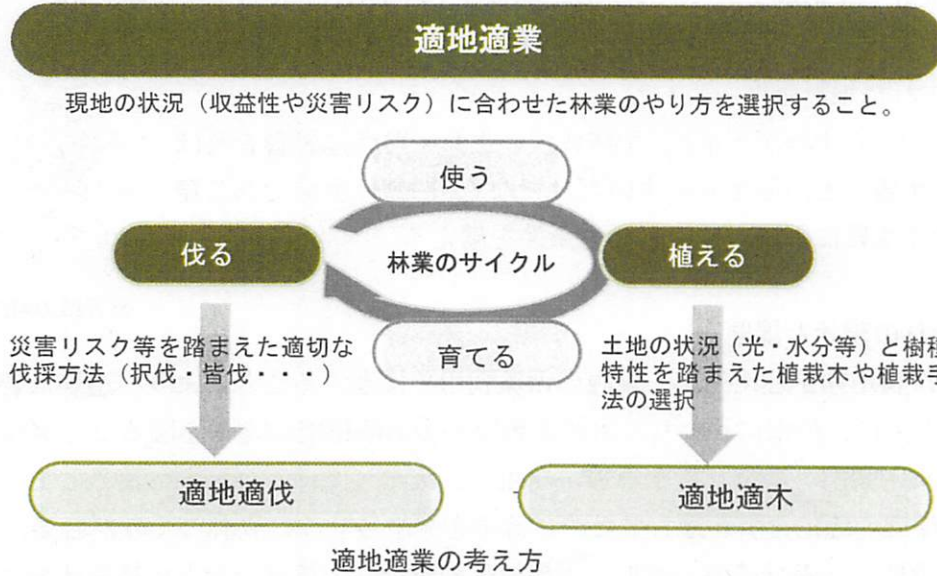 適地適業
現地の状況（収益性や災害リスク）に合わせた林業のやり方を選択すること。
使う
伐る
林業のサイクル
植える
育てる
災害リスク等を踏まえた適切な
伐採方法（択伐・皆伐・・・）
土地の状況（光・水分等）と樹種
特性を踏まえた植栽木や植栽手
法の選択
適地適伐
適地適木
適地適業の考え方